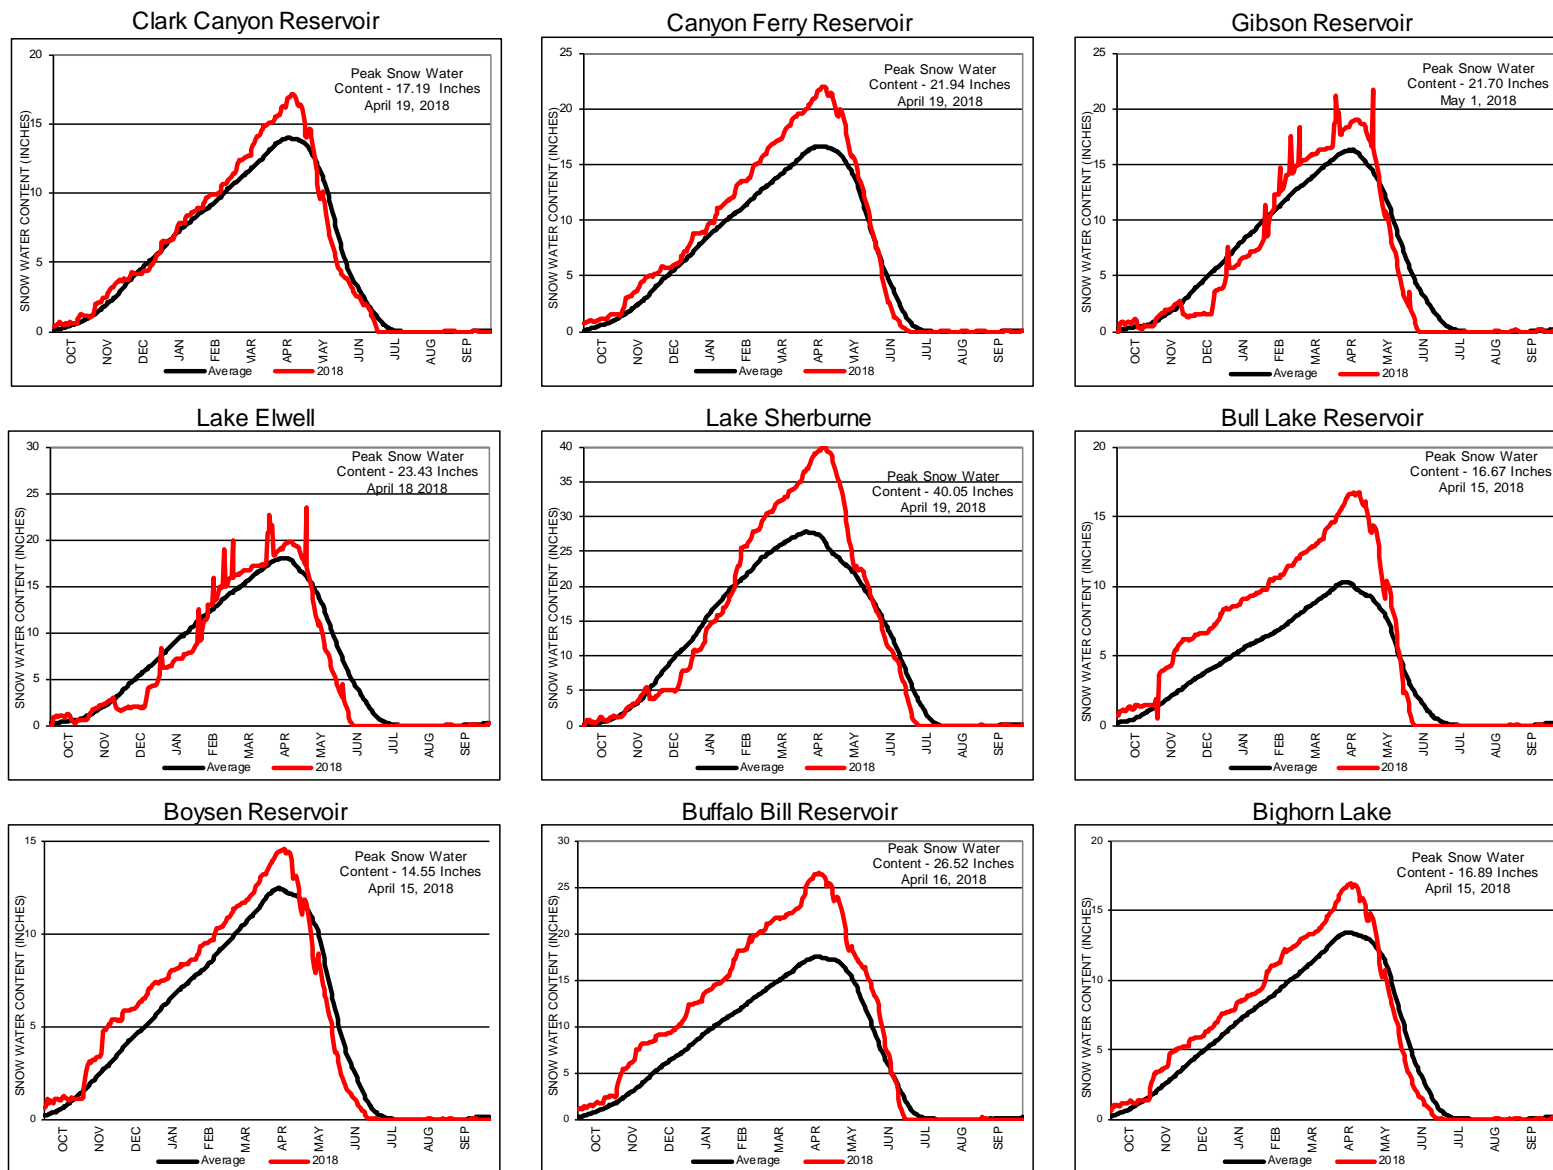 Clark Canyon Reservoir
SNOW WATER CONTENT (INCHES)
20
15
10
5
0
Peak Snow Water
Content - 17.19 Inches
April 19, 2018
OCT NOV DEC JAN FEB MAR APR MAY JUN JUL AUG SEP
Average 2018
Canyon Ferry Reservoir
SNOW WATER CONTENT (INCHES)
25
20
15
10
5
0
Peak Snow Water
Content - 21.94 Inches
April 19, 2018
OCT NOV DEC JAN FEB MAR APR MAY JUN JUL AUG SEP
Average 2018
Gibson Reservoir
SNOW WATER CONTENT (INCHES)
25
20
15
10
5
0
Peak Snow Water
Content - 21.70 Inches
May 1, 2018
OCT NOV DEC JAN FEB MAR APR MAY JUN JUL AUG SEP
Average 2018
Lake Elwell
SNOW WATER CONTENT (INCHES)
30
25
20
15
10
5
0
Peak Snow Water
Content - 23.43 Inches
April 18 2018
OCT NOV DEC JAN FEB MAR APR MAY JUN JUL AUG SEP
Average 2018
Lake Sherburne
SNOW WATER CONTENT (INCHES)
40
35
30
25
20
15
10
5
0
Peak Snow Water
Content - 40.05 Inches
April 19, 2018
OCT NOV DEC JAN FEB MAR APR MAY JUN JUL AUG SEP
Average 2018
Bull Lake Reservoir
SNOW WATER CONTENT (INCHES)
20
15
10
5
0
Peak Snow Water
Content - 16.67 Inches
April 15, 2018
OCT NOV DEC JAN FEB MAR APR MAY JUN JUL AUG SEP
Average 2018
Boysen Reservoir
SNOW WATER CONTENT (INCHES)
15
10
5
0
Peak Snow Water
Content - 14.55 Inches
April 15, 2018
OCT NOV DEC JAN FEB MAR APR MAY JUN JUL AUG SEP
Average 2018
Buffalo Bill Reservoir
SNOW WATER CONTENT (INCHES)
30
25
20
15
10
5
0
Peak Snow Water
Content - 26.52 Inches
April 16, 2018
OCT NOV DEC JAN FEB MAR APR MAY JUN JUL AUG SEP
Average 2018
Bighorn Lake
SNOW WATER CONTENT (INCHES)
20
15
10
5
0
Peak Snow Water
Content - 16.89 Inches
April 15, 2018
OCT NOV DEC JAN FEB MAR APR MAY JUN JUL AUG SEP
Average 2018